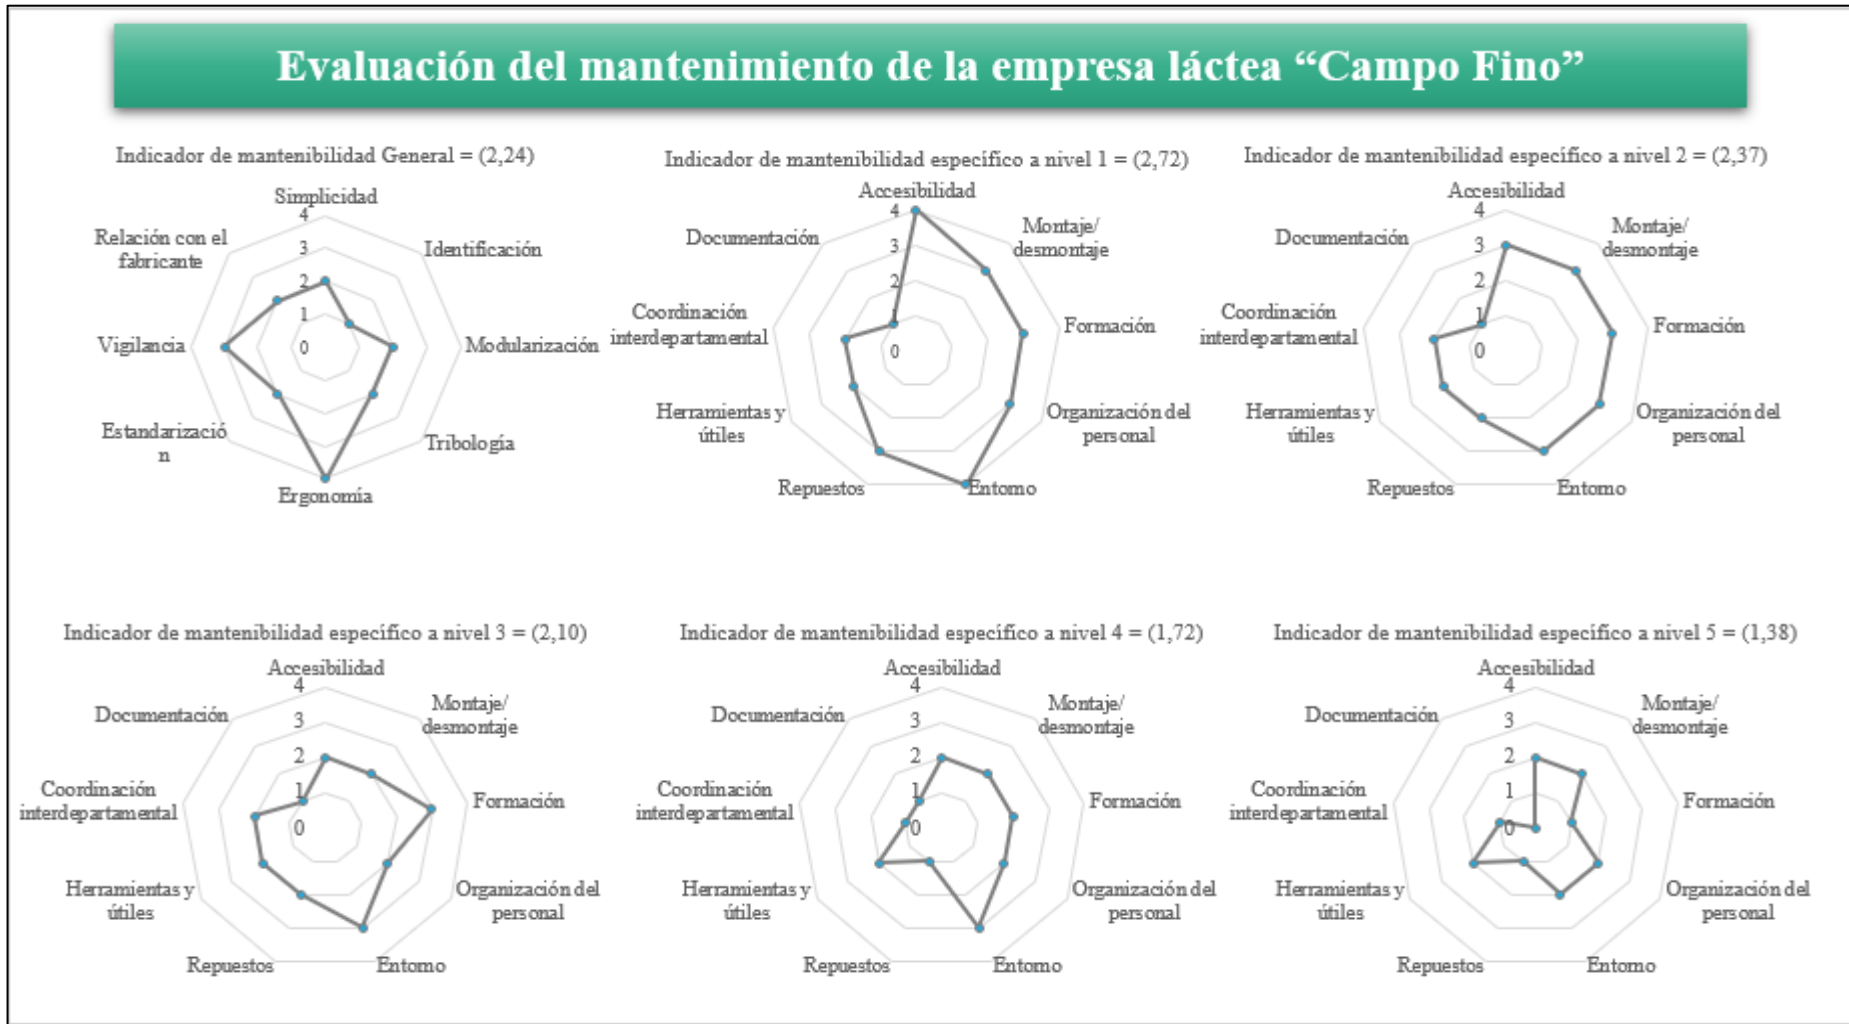 Evaluación del mantenimiento de la empresa láctea “Campo Fino”
Indicador de mantenibilidad General = (2,24)
Simplicidad
4
3
2
1
0
Identificación
Modularización
Tribología
Ergonomía
Estandarizació
n
Vigilancia
Relación con el
fabricante
Indicador de mantenibilidad específico a nivel 1 = (2,72)
Accesibilidad
4
3
2
1
0
Montaje/
desmontaje
Formación
Organización del
personal
Entorno
Repuestos
Herramientas y
útiles
Coordinación
interdepartamental
Documentación
Indicador de mantenibilidad específico a nivel 2 = (2,37)
Accesibilidad
4
3
2
1
0
Montaje/
desmontaje
Formación
Organización del
personal
Entorno
Repuestos
Herramientas y
útiles
Coordinación
interdepartamental
Documentación
Indicador de mantenibilidad específico a nivel 3 = (2,10)
Accesibilidad
4
3
2
1
0
Montaje/
desmontaje
Formación
Organización del
personal
Entorno
Repuestos
Herramientas y
útiles
Coordinación
interdepartamental
Documentación
Indicador de mantenibilidad específico a nivel 4 = (1,72)
Accesibilidad
4
3
2
1
0
Montaje/
desmontaje
Formación
Organización del
personal
Entorno
Repuestos
Herramientas y
útiles
Coordinación
interdepartamental
Documentación
Indicador de mantenibilidad específico a nivel 5 = (1,38)
Accesibilidad
4
3
2
1
0
Montaje/
desmontaje
Formación
Organización del
personal
Entorno
Repuestos
Herramientas y
útiles
Coordinación
interdepartamental
Documentación